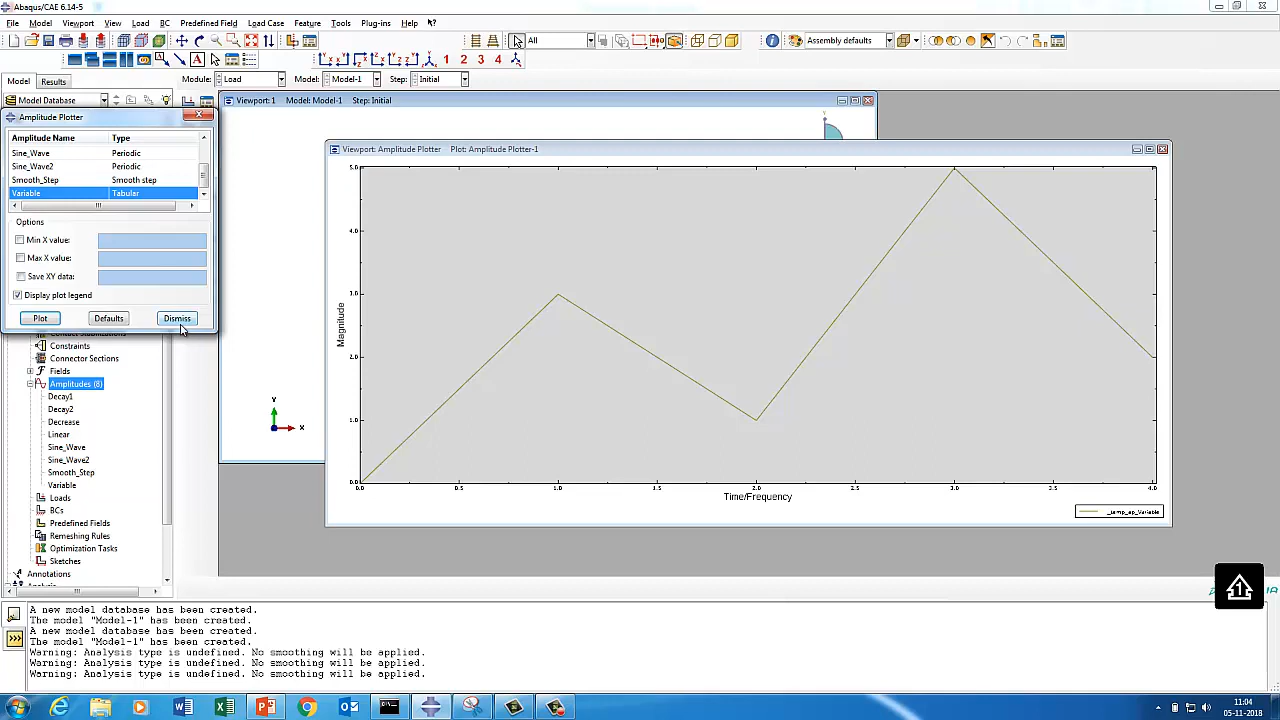 Abaqus/CAE 6.14-5
File Model Viewport View Load BC Predefined Field Load Case Feature Tools Plug-ins Help
All
Assembly defaults
1 2 3 4
Model Results
Module: Load Model: Model-1 Step: Initial
Model Database
Viewport: 1 Model: Model-1 Step: Initial
Amplitude Plotter
Amplitude Name Type
Sine_Wave Periodic
Sine_Wave2 Periodic
Smooth_Step Smooth step
Variable Tabular
Options
Min X value:
Max X value:
Save XY data:
Display plot legend
Plot Defaults Dismiss
Constraints
Connector Sections
Fields
Amplitudes (8)
Decay1
Decay2
Decrease
Linear
Sine_Wave
Sine_Wave2
Smooth_Step
Variable
Loads
BCs
Predefined Fields
Remeshing Rules
Optimization Tasks
Sketches
Annotations
Y
X
Viewport: Amplitude Plotter Plot: Amplitude Plotter-1
5.0
4.0
3.0
2.0
1.0
0.0
Magnitude
0.0 0.5 1.0 1.5 2.0 2.5 3.0 3.5 4.0
Time/Frequency
_temp_ap_Variable
1
A new model database has been created.
The model "Model-1" has been created.
A new model database has been created.
The model "Model-1" has been created.
Warning: Analysis type is undefined. No smoothing will be applied.
Warning: Analysis type is undefined. No smoothing will be applied.
Warning: Analysis type is undefined. No smoothing will be applied.
11:04
05-11-2018